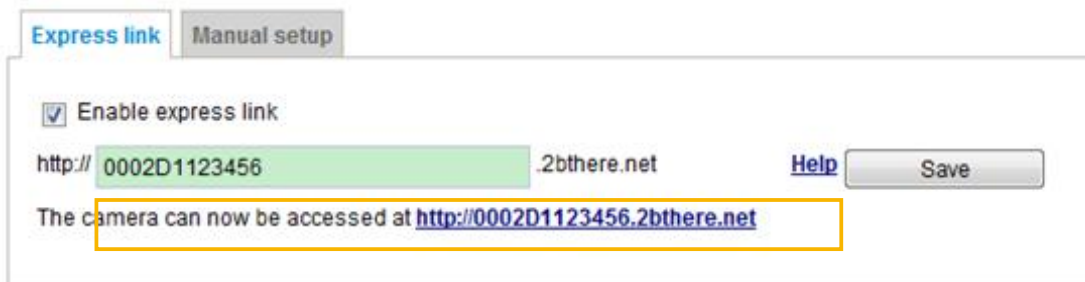 Express link Manual setup
Enable express link
http:// 0002D1123456 .2bthere.net Help Save
The camera can now be accessed at http://0002D1123456.2bthere.net